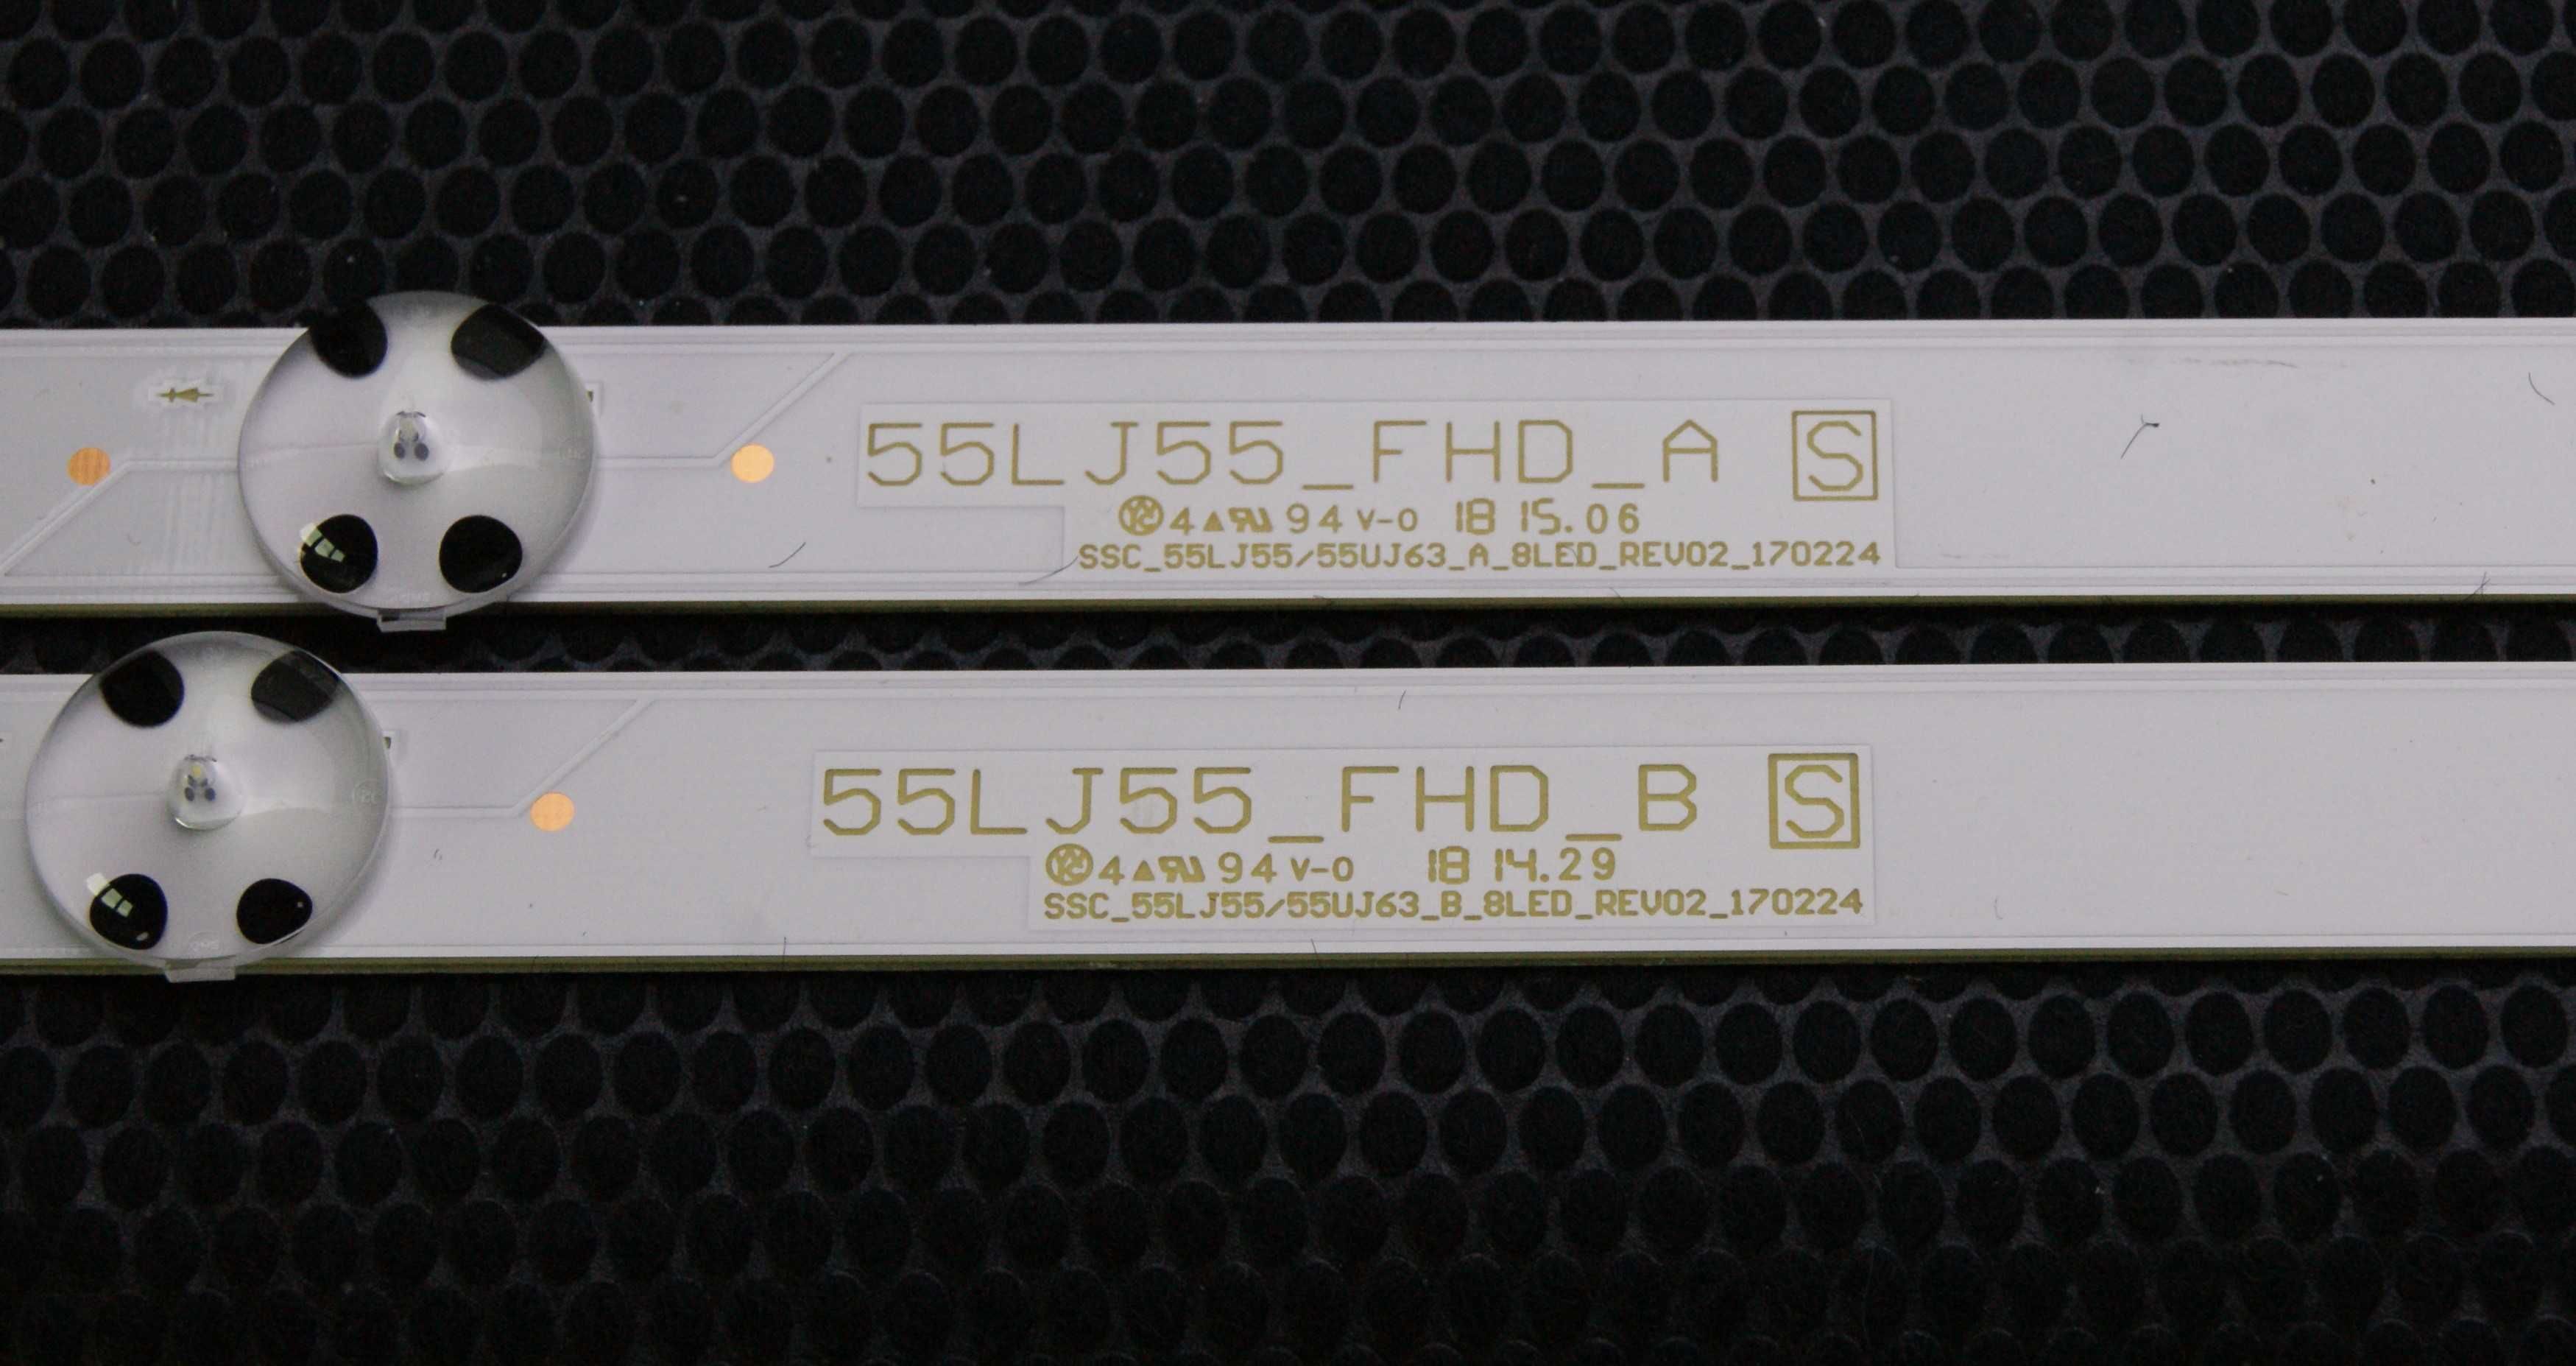 55LJ55_FHD_A S
4 94 V-0 18 15.06
SSC_55LJ55/55UJ63_A_8LED_REV02_170224
55LJ55_FHD_B S
4 94 V-0 18 14.29
SSC_55LJ55/55UJ63_B_8LED_REV02_170224